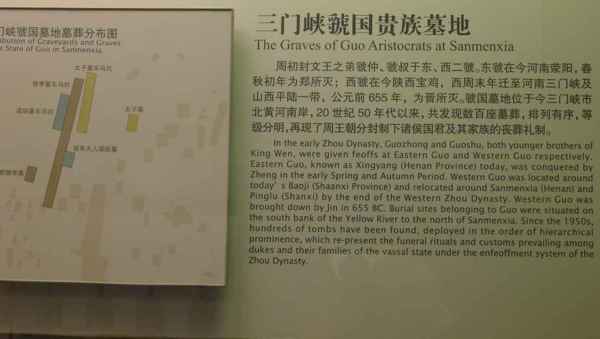 门峡虢国墓地墓葬分布图
bution of Graveyards and Graves
State of Guo in Sanmenxia
三门峡虢国贵族墓地
The Graves of Guo Aristocrats at Sanmenxia
周初封文王之弟虢仲、虢叔于东、西二虢。东虢在今河南荥阳，春
秋初年为郑所灭；西虢在今陕西宝鸡，西周末年迁至河南三门峡及
山西平陆一带，公元前 655 年，为晋所灭。虢国墓地位于今三门峡市
北黄河南岸，20 世纪 50 年代以来，共发现数百座墓葬，排列有序，等
级分明，再现了周王朝分封制下诸侯国君及其家族的丧葬礼制。
In the early Zhou Dynasty, Guozhong and Guoshu, both younger brothers of
King Wen, were given feoffs at Eastern Guo and Western Guo respectively.
Eastern Guo, known as Xingyang (Henan Province) today, was conquered by
Zheng in the early Spring and Autumn Period. Western Guo was located around
today's Baoji (Shaanxi Province) and relocated around Sanmenxia (Henan) and
Pinglu (Shanxi) by the end of the Western Zhou Dynasty. Western Guo was
brought down by Jin in 655 BC. Burial sites belonging to Guo were situated on
the south bank of the Yellow River to the north of Sanmenxia. Since the 1950s,
hundreds of tombs have been found, deployed in the order of hierarchical
prominence, which re-present the funeral rituals and customs prevailing among
dukes and their families of the vassal state under the enfeoffment system of the
Zhou Dynasty.